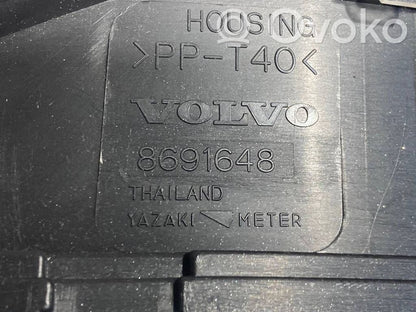 HOUSING
>PP-T40<
VOLVO
8691648
THAILAND
YAZAKI METER
Ovoko